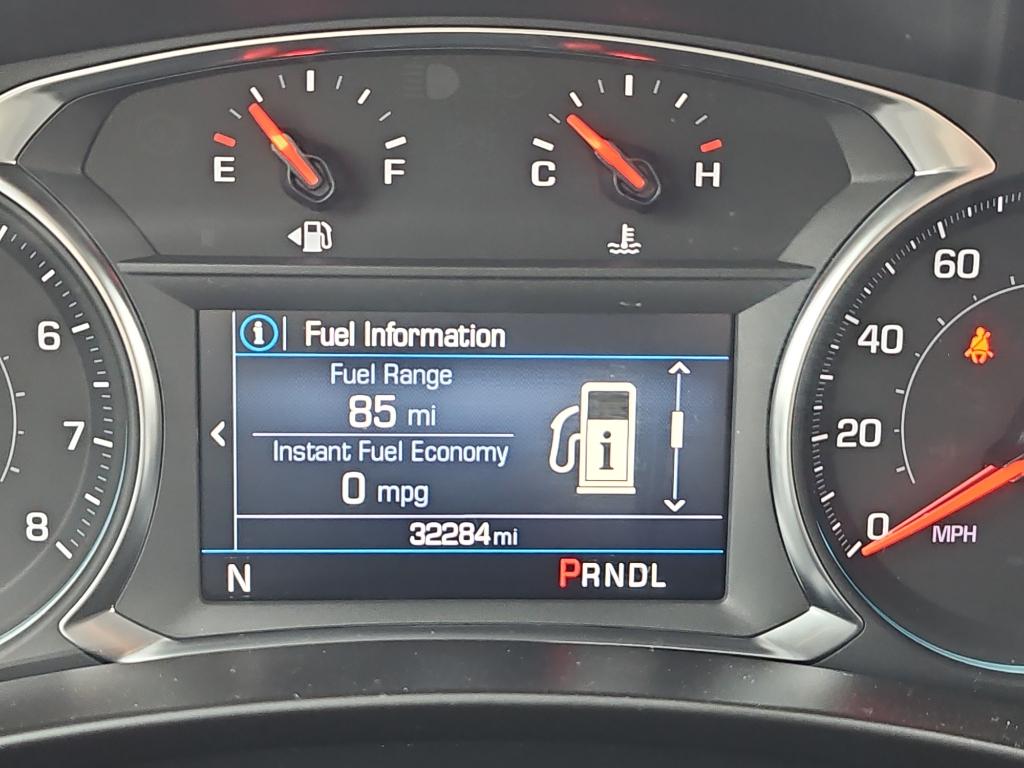 E F
C H
Fuel Information
Fuel Range
85 mi
Instant Fuel Economy
0 mpg
32284mi
N
PRNDL
6
7
8
60
40
20
0
MPH